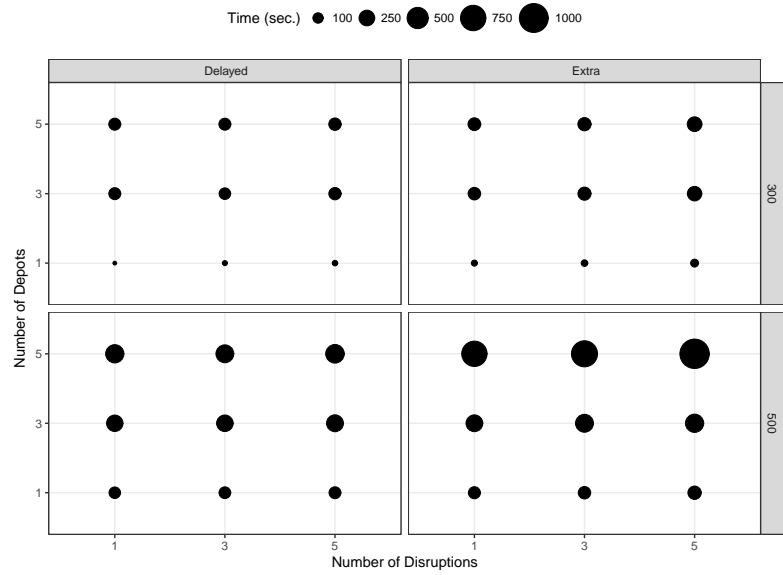 Time (sec.) 100 250 500 750 1000
Delayed Extra
5
3
1
300
Number of Depots
5
3
1
500
1 3 5 1 3 5
Number of Disruptions